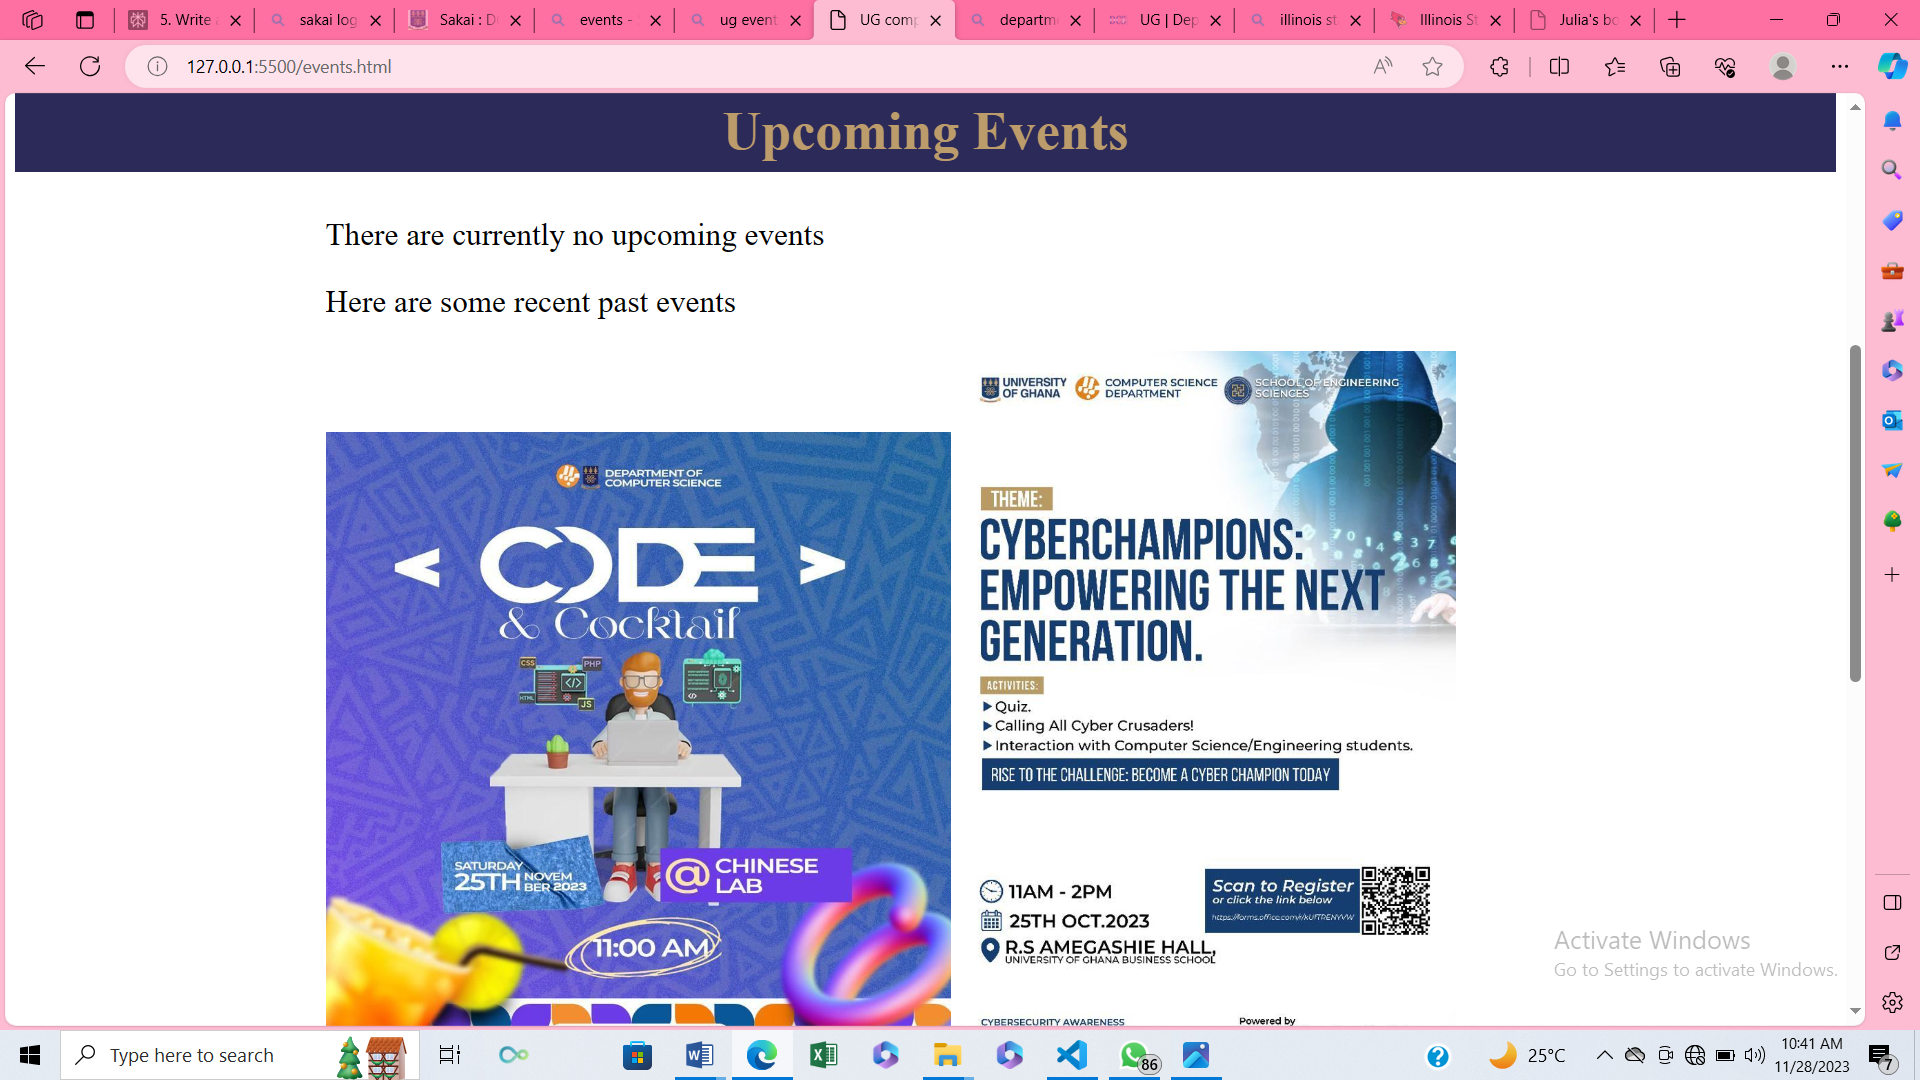 5. Write a
sakai log
Sakai : D
events -
ug event
UG comp
departm
UG | Dep
illinois st
Illinois St
Julia's bo
127.0.0.1:5500/events.html
Upcoming Events
There are currently no upcoming events
Here are some recent past events
DEPARTMENT OF
COMPUTER SCIENCE
< CODE >
& Cocktail
CSS
PHP
HTML
JS
SATURDAY
25TH NOVEM
BER 2023
@ CHINESE
LAB
11:00 AM
UNIVERSITY
OF GHANA
COMPUTER SCIENCE
DEPARTMENT
SCHOOL OF ENGINEERING
SCIENCES
THEME:
CYBERCHAMPIONS:
EMPOWERING THE NEXT
GENERATION.
ACTIVITIES:
Quiz.
Calling All Cyber Crusaders!
Interaction with Computer Science/Engineering students.
RISE TO THE CHALLENGE: BECOME A CYBER CHAMPION TODAY
11AM - 2PM
25TH OCT.2023
R.S AMEGASHIE HALL,
UNIVERSITY OF GHANA BUSINESS SCHOOL
Scan to Register
or click the link below
CYBERSECURITY AWARENESS
Powered by
Activate Windows
Go to Settings to activate Windows.
Type here to search
86
25°C
10:41 AM
11/28/2023
7